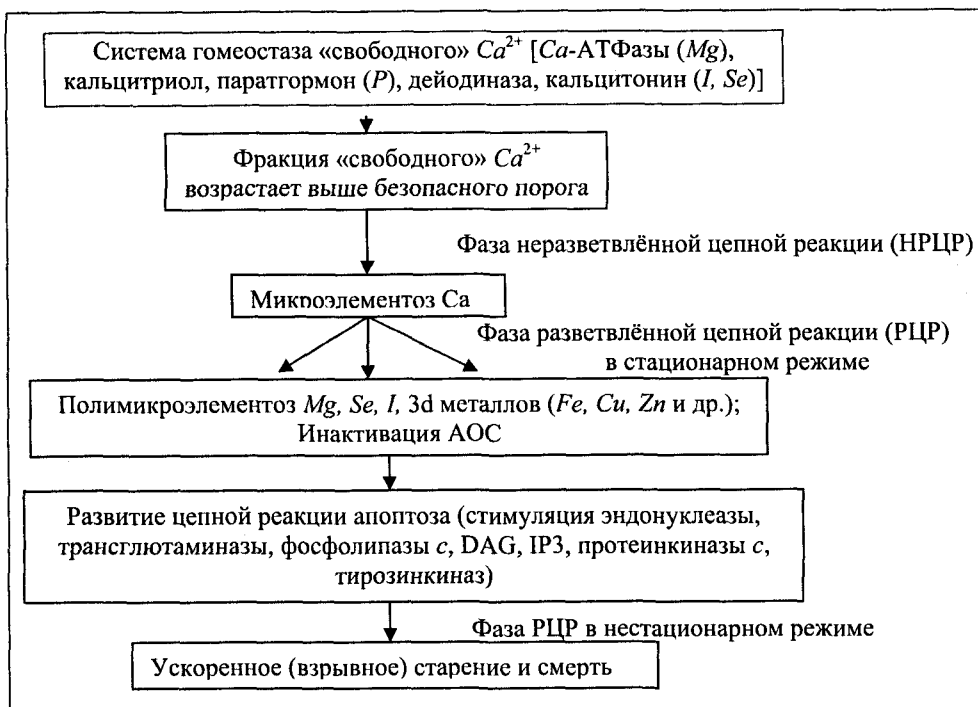 Система гомеостаза «свободного» Ca²⁺ [Ca-АТФазы (Mg),
кальцитриол, паратгормон (P), дейодиназа, кальцитонин (I, Se)]
Фракция «свободного» Ca²⁺
возрастает выше безопасного порога
Фаза неразветвлённой цепной реакции (НРЦР)
Микроэлементоз Са
Фаза разветвлённой цепной реакции (РЦР)
в стационарном режиме
Полимикроэлементоз Mg, Se, I, 3d металлов (Fe, Cu, Zn и др.);
Инактивация АОС
Развитие цепной реакции апоптоза (стимуляция эндонуклеазы,
трансглютаминазы, фосфолипазы с, DAG, IP3, протеинкиназы с,
тирозинкиназ)
Фаза РЦР в нестационарном режиме
Ускоренное (взрывное) старение и смерть